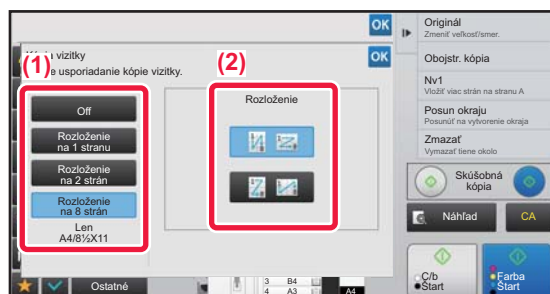 OK
Kópia vizitky
OK
(1)
(2)
usporiadanie kópie vizitky.
Off
Rozloženie
na 1 stranu
Rozloženie
na 2 strán
Rozloženie
na 8 strán
Len
A4/8½X11
Rozloženie
Originál
Zmeniť veľkosť/smer.
Obojstr. kópia
Nv1
Vložiť viac strán na stranu A
Posun okraju
Posunúť na vytvorenie okraja
Zmazať
Vymazať tiene okolo
Skúšobná
kópia
Náhľad
CA
Č/b
Štart
Farba
Štart
Ostatné
3 B4
4 A3
A4